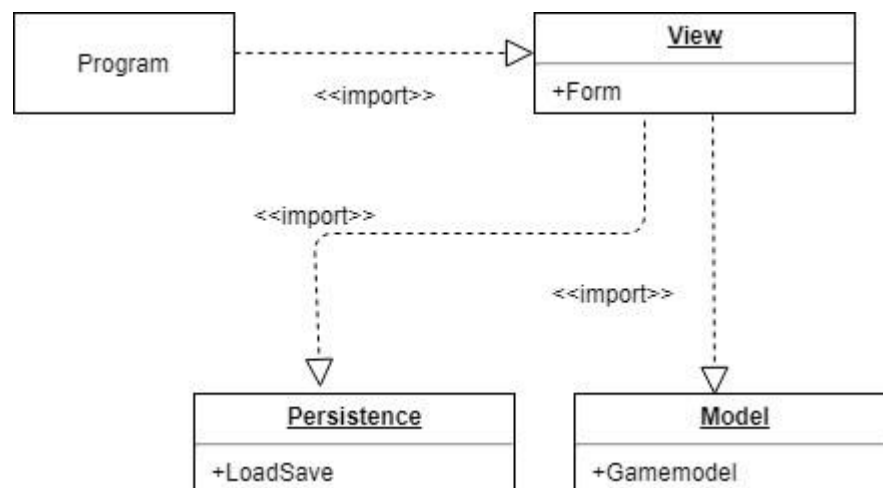 Program
View
+Form
<<import>>
<<import>>
<<import>>
Persistence
Model
+LoadSave
+Gamemodel